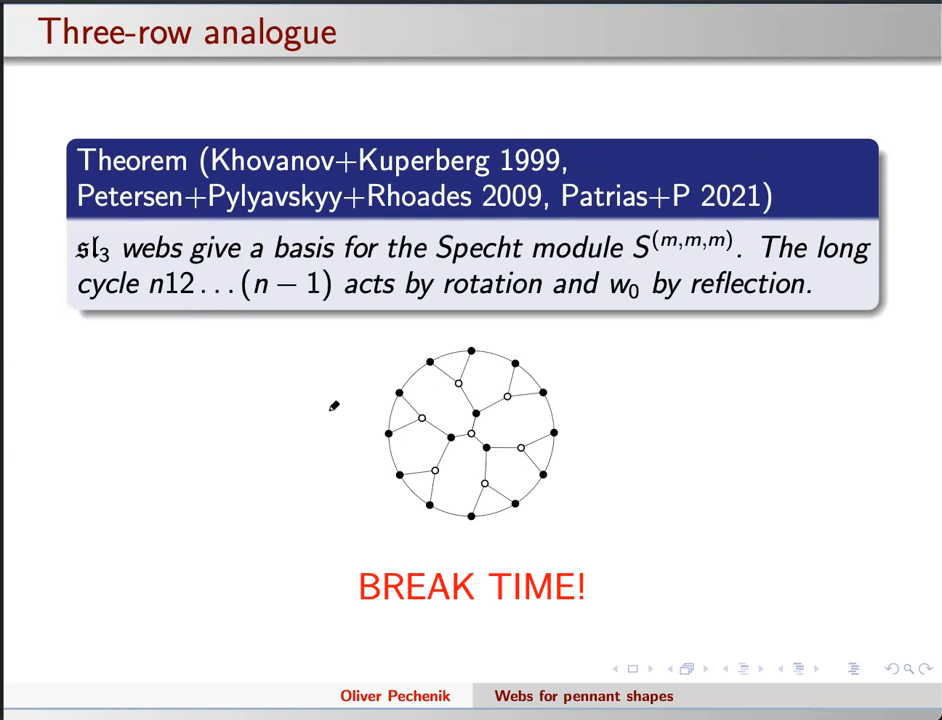 Three-row analogue
Theorem (Khovanov+Kuperberg 1999,
Petersen+Pylyavskyy+Rhoades 2009, Patrias+P 2021)
𝔰𝔩₃ webs give a basis for the Specht module S⁽ᵐ,ᵐ,ᵐ⁾. The long
cycle n12 . . . (n − 1) acts by rotation and w₀ by reflection.
BREAK TIME!
Oliver Pechenik
Webs for pennant shapes